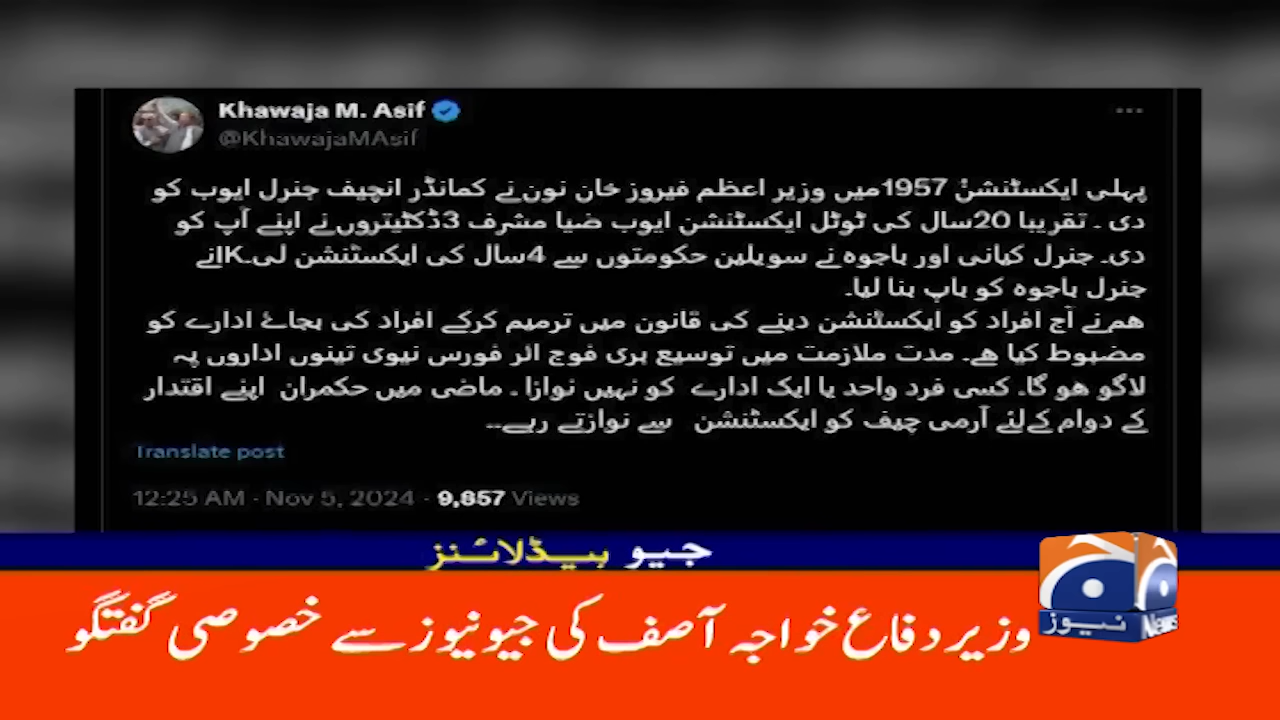 Khawaja M. Asif
@KhawajaMAsif
پہلی ایکسٹنشنُ 1957میں وزیر اعظم فیروز خان نون نے کمانڈر انچیف جنرل ایوب کو
دی ۔ تقریبا 20سال کی ٹوٹل ایکسٹنشن ایوب ضیا مشرف 3ڈکٹیتروں نے اپنے آپ کو
دی۔ جنرل کیانی اور باجوہ نے سویلین حکومتوں سے 4سال کی ایکسٹنشن لی۔IKنے
جنرل باجوہ کو باپ بنا لیا۔
ھم نے آج افراد کو ایکسٹنشن دینے کی قانون میں ترمیم کرکے افراد کی بجاۓ ادارے کو
مضبوط کیا ھے۔ مدت ملازمت میں توسیع بری فوج ائر فورس نیوی تینوں اداروں پہ
لاگو ھو گا۔ کسی فرد واحد یا ایک ادارے کو نہیں نوازا ۔ ماضی میں حکمران اپنے اقتدار
کے دوام کےلئے آرمی چیف کو ایکسٹنشن سے نوازتے رہے۔۔
Translate post
12:25 AM · Nov 5, 2024 · 9,857 Views
جیو ہیڈلائنز
وزیر دفاع خواجہ آصف کی جیو نیوز سے خصوصی گفتگو
نیوز News